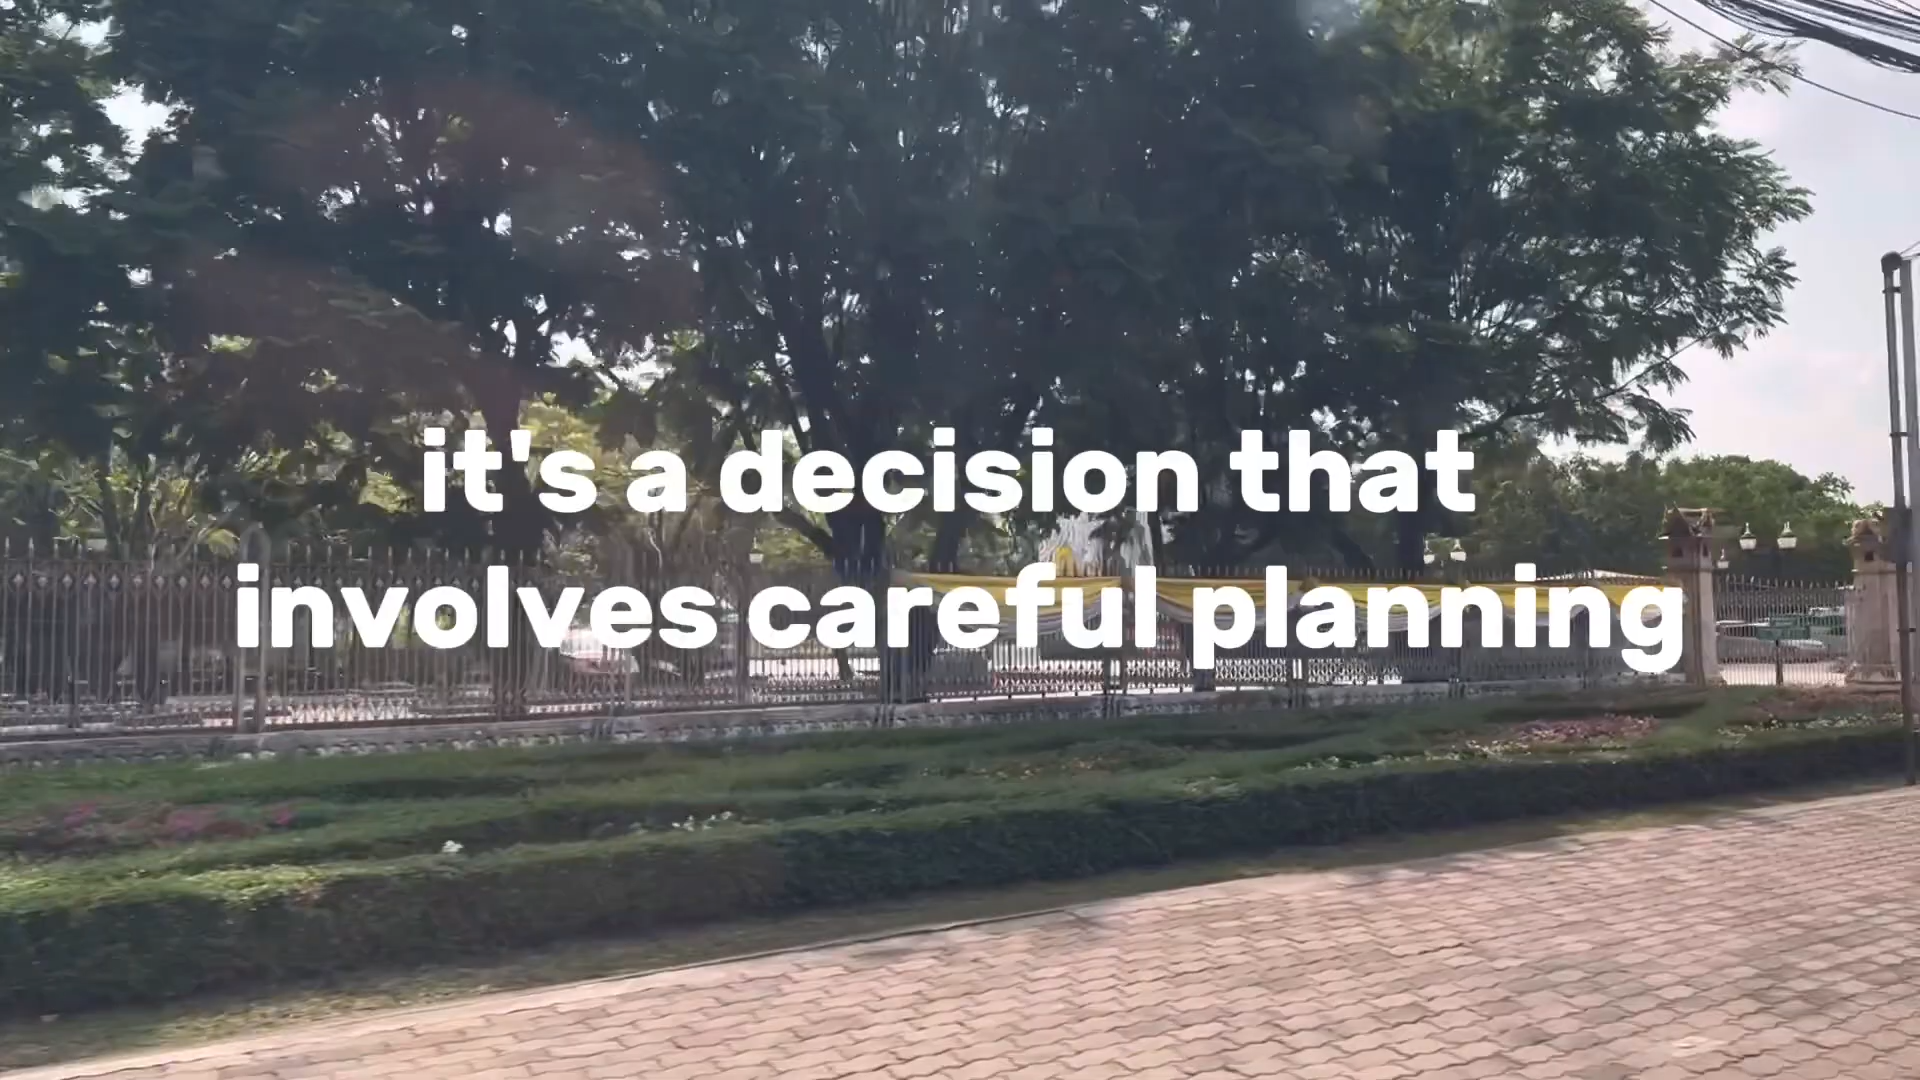 it's a decision that
involves careful planning